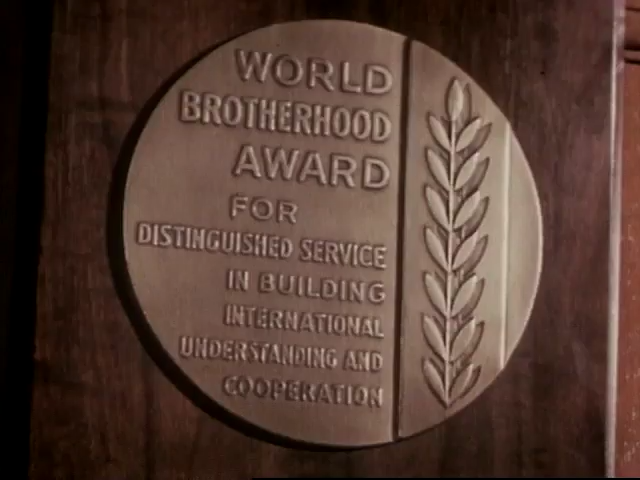 WORLD
BROTHERHOOD
AWARD
FOR
DISTINGUISHED SERVICE
IN BUILDING
INTERNATIONAL
UNDERSTANDING AND
COOPERATION